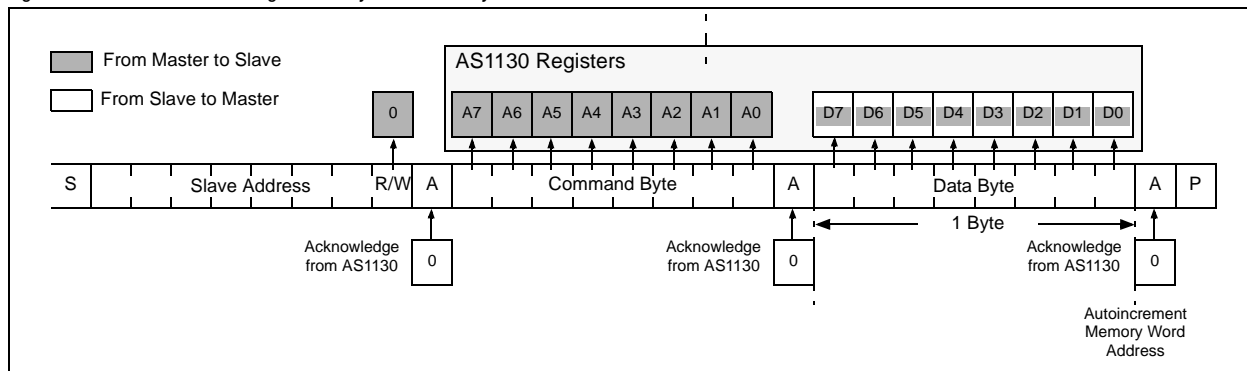 From Master to Slave
From Slave to Master
AS1130 Registers
0
A7 A6 A5 A4 A3 A2 A1 A0
D7 D6 D5 D4 D3 D2 D1 D0
S Slave Address R/W A Command Byte A Data Byte A P
1 Byte
Acknowledge from AS1130
0
Acknowledge from AS1130
0
Acknowledge from AS1130
0
Autoincrement
Memory Word
Address